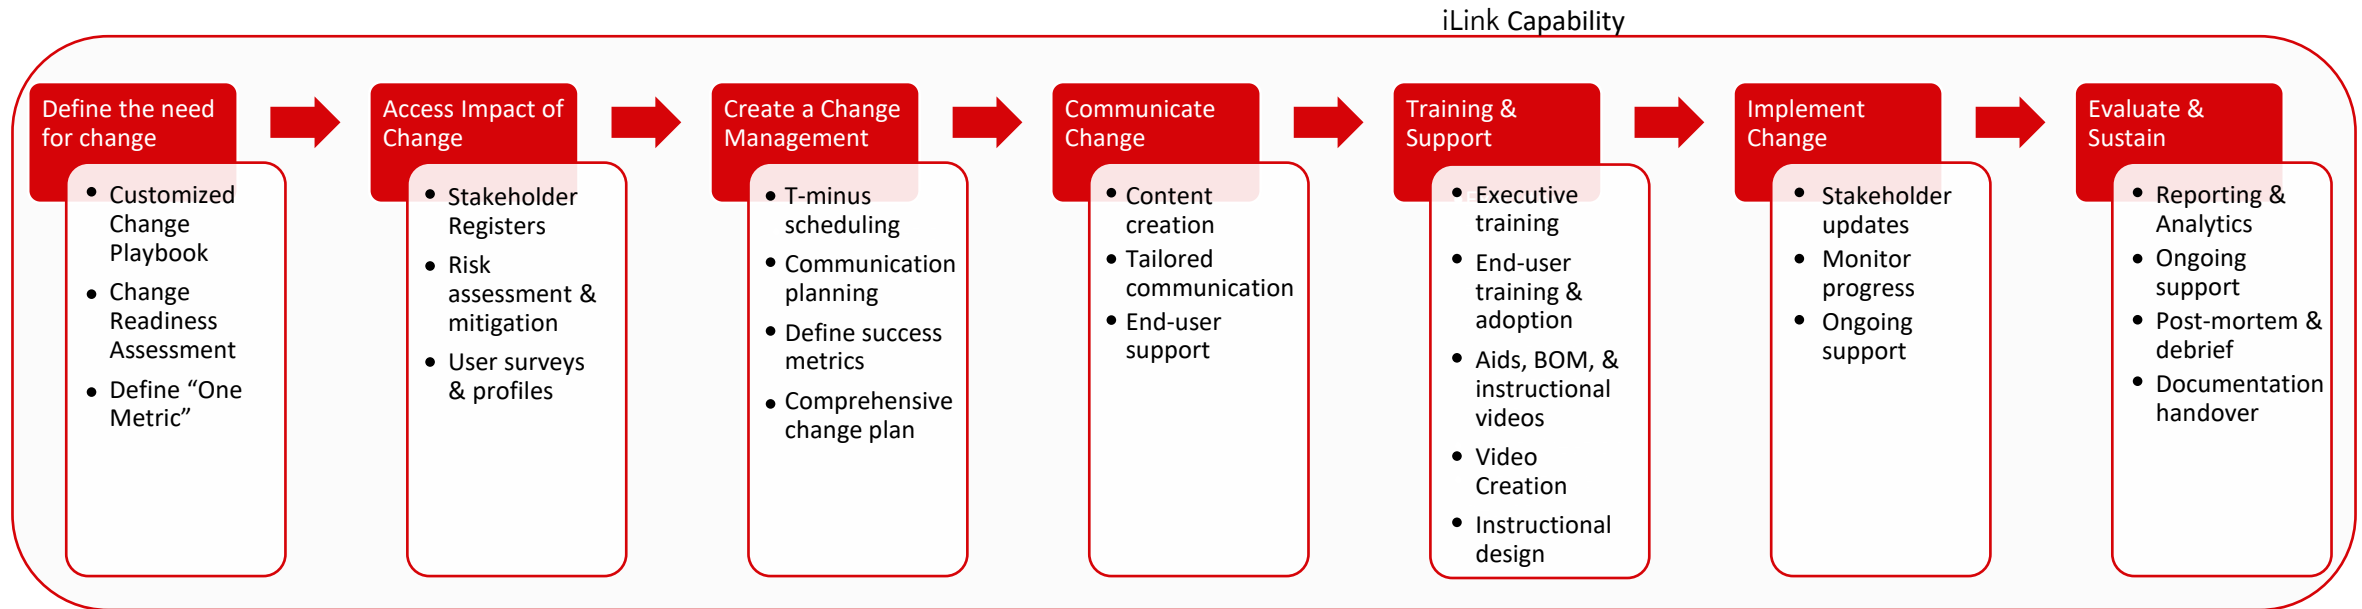 iLink Capability
Define the need
for change
• Customized
Change
Playbook
• Change
Readiness
Assessment
• Define “One
Metric”
Access Impact of
Change
• Stakeholder
Registers
• Risk
assessment &
mitigation
• User surveys
& profiles
Create a Change
Management
• T-minus
scheduling
• Communication
planning
• Define success
metrics
• Comprehensive
change plan
Communicate
Change
• Content
creation
• Tailored
communication
• End-user
support
Training &
Support
• Executive
training
• End-user
training &
adoption
• Aids, BOM, &
instructional
videos
• Video
Creation
• Instructional
design
Implement
Change
• Stakeholder
updates
• Monitor
progress
• Ongoing
support
Evaluate &
Sustain
• Reporting &
Analytics
• Ongoing
support
• Post-mortem &
debrief
• Documentation
handover